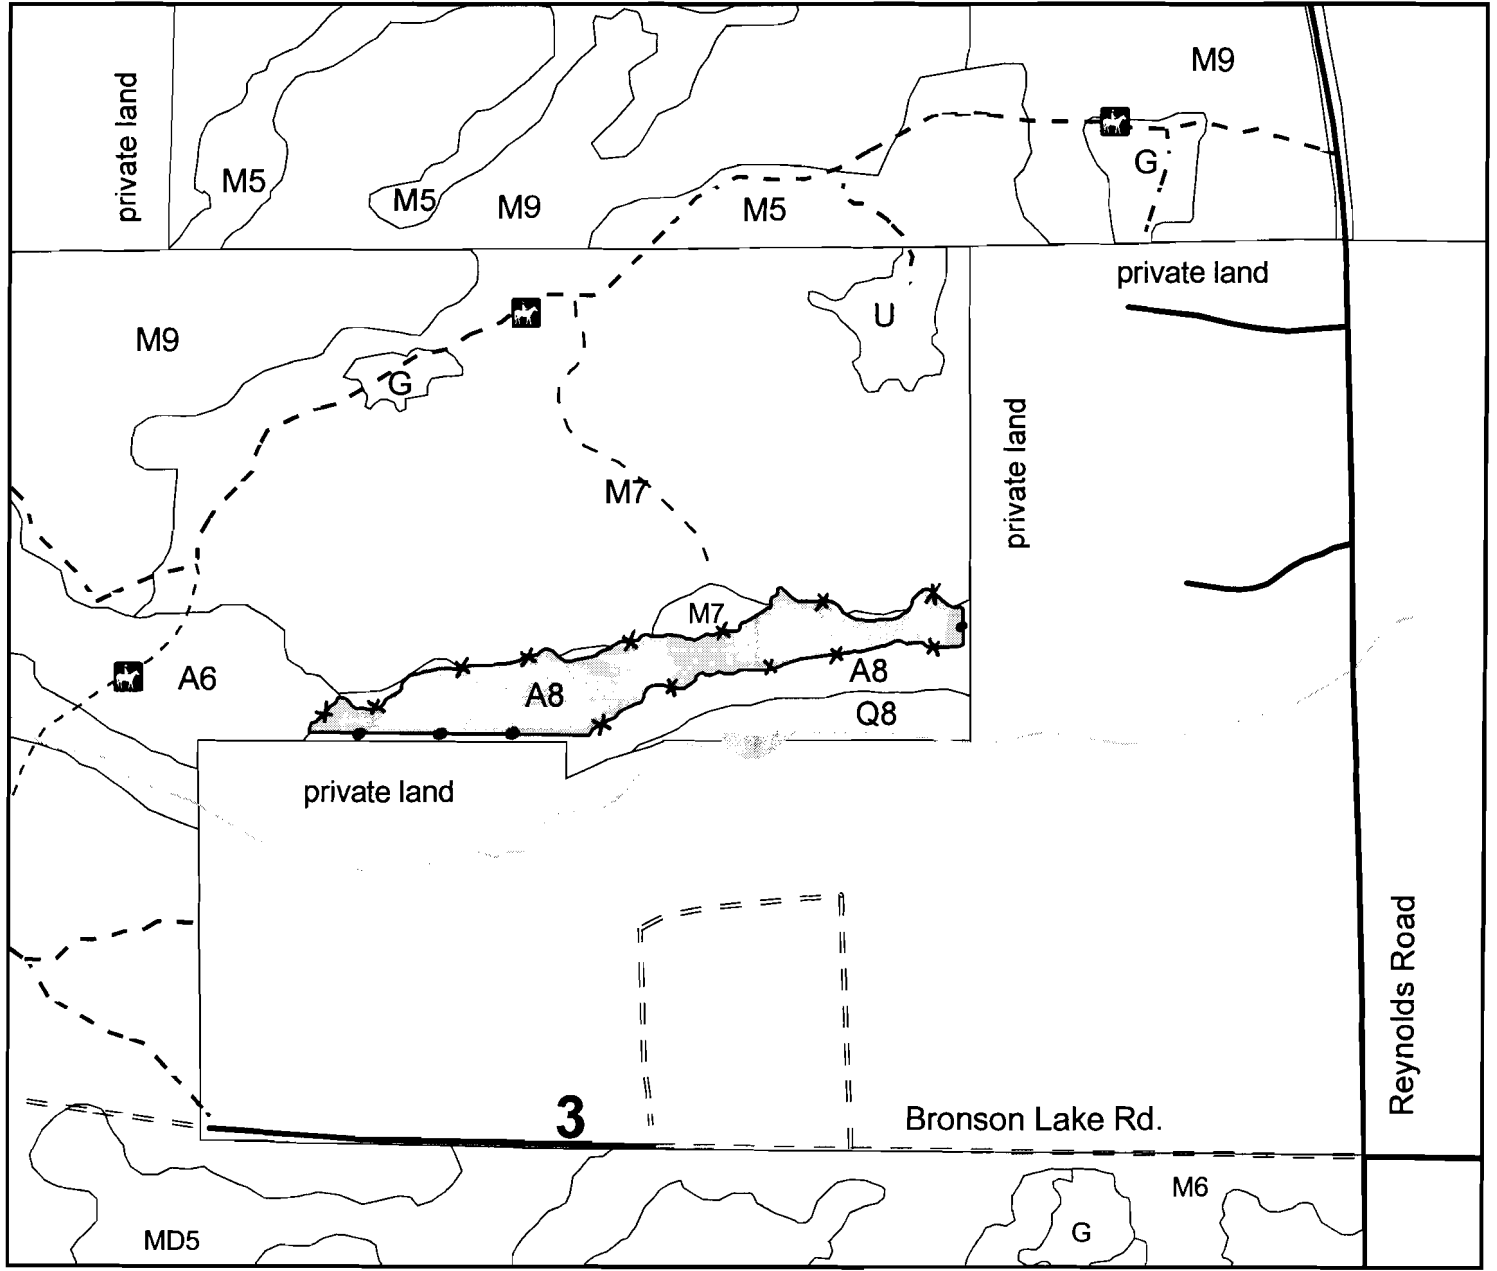 M9
private land
M5
M5
M9
M5
G
private land
U
M9
G
private land
M7
M7
A6
A8
A8
Q8
private land
Reynolds Road
3
Bronson Lake Rd.
M6
MD5
G